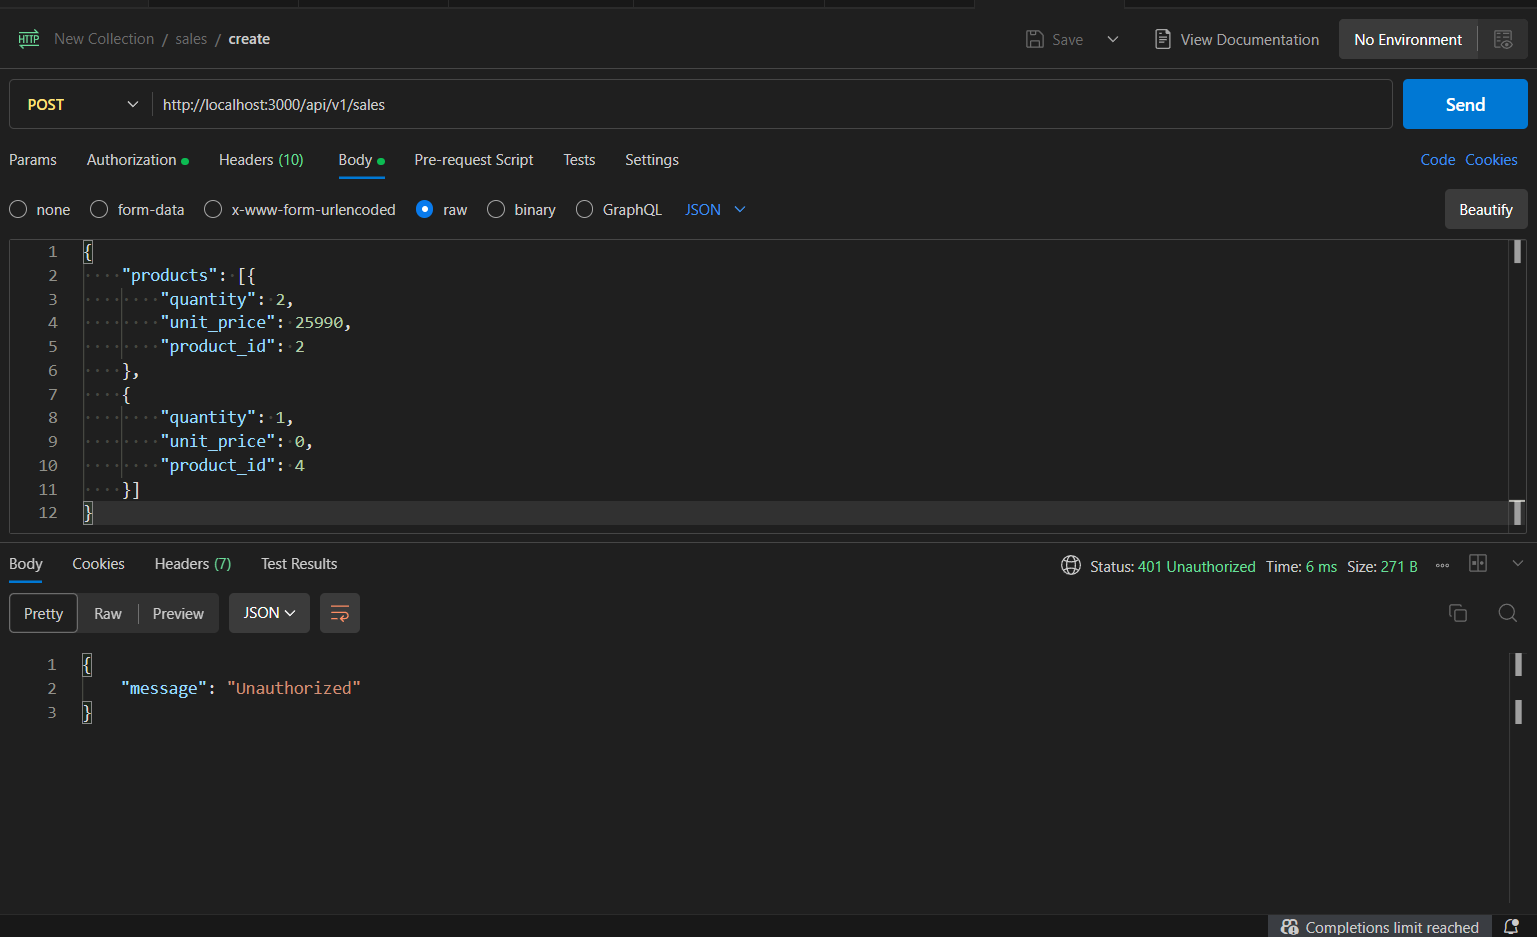 HTTP New Collection / sales / create Save View Documentation No Environment
POST http://localhost:3000/api/v1/sales Send
Params Authorization Headers (10) Body Pre-request Script Tests Settings Code Cookies
none form-data x-www-form-urlencoded raw binary GraphQL JSON Beautify
1 {
2 "products": [{
3 "quantity": 2,
4 "unit_price": 25990,
5 "product_id": 2
6 },
7 {
8 "quantity": 1,
9 "unit_price": 0,
10 "product_id": 4
11 }]
12 }
Body Cookies Headers (7) Test Results Status: 401 Unauthorized Time: 6 ms Size: 271 B
Pretty Raw Preview JSON
1 {
2 "message": "Unauthorized"
3 }
Completions limit reached